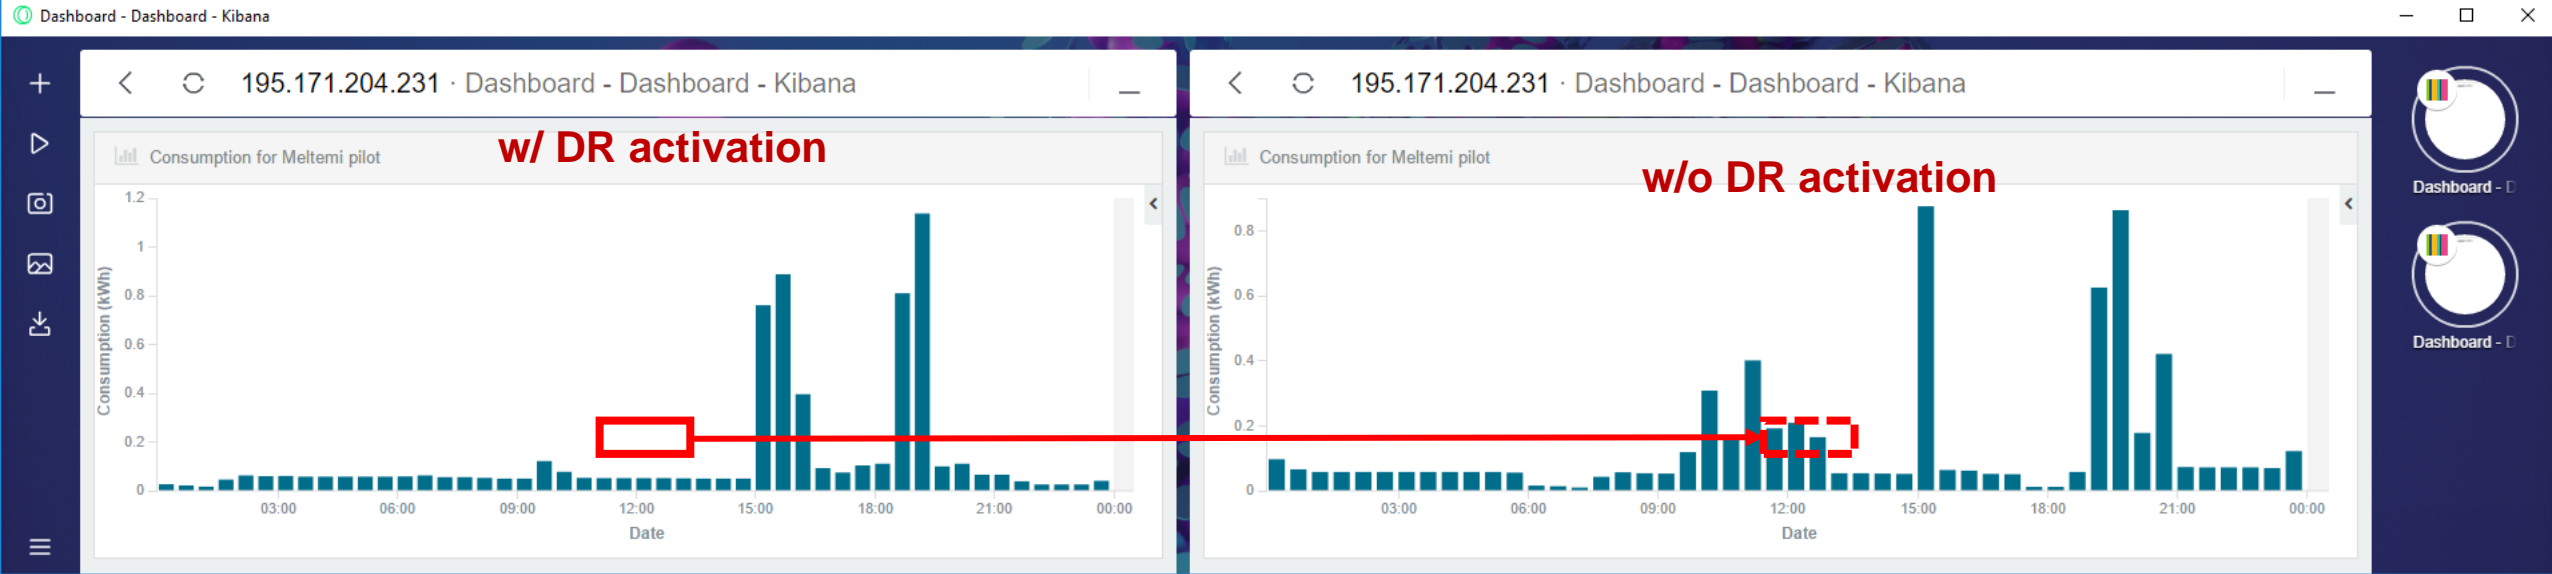 Dashboard - Dashboard - Kibana
195.171.204.231 · Dashboard - Dashboard - Kibana
Consumption for Meltemi pilot
w/ DR activation
1.2
1
0.8
0.6
0.4
0.2
0
Consumption (kWh)
03:00 06:00 09:00 12:00 15:00 18:00 21:00 00:00
Date
195.171.204.231 · Dashboard - Dashboard - Kibana
Consumption for Meltemi pilot
w/o DR activation
0.8
0.6
0.4
0.2
0
Consumption (kWh)
03:00 06:00 09:00 12:00 15:00 18:00 21:00 00:00
Date
Dashboard - D
Dashboard - D